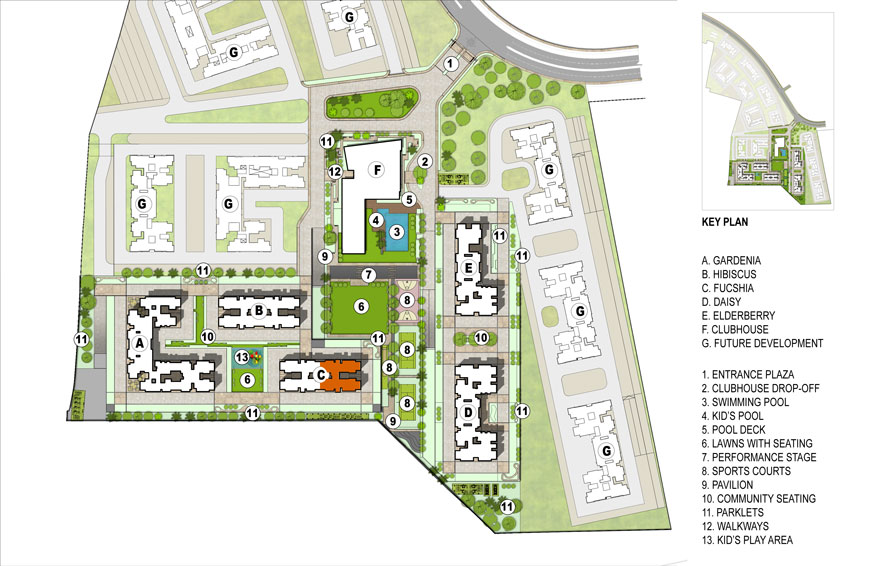 G
G
1
11
F
2
12
G
G
G
5
4
3
11
E
9
11
11
7
8
6
B
G
A
11
10
11
10
13
8
C
8
6
8
D
11
11
9
G
11
KEY PLAN
A. GARDENIA
B. HIBISCUS
C. FUCSHIA
D. DAISY
E. ELDERBERRY
F. CLUBHOUSE
G. FUTURE DEVELOPMENT
1. ENTRANCE PLAZA
2. CLUBHOUSE DROP-OFF
3. SWIMMING POOL
4. KID'S POOL
5. POOL DECK
6. LAWNS WITH SEATING
7. PERFORMANCE STAGE
8. SPORTS COURTS
9. PAVILION
10. COMMUNITY SEATING
11. PARKLETS
12. WALKWAYS
13. KID'S PLAY AREA